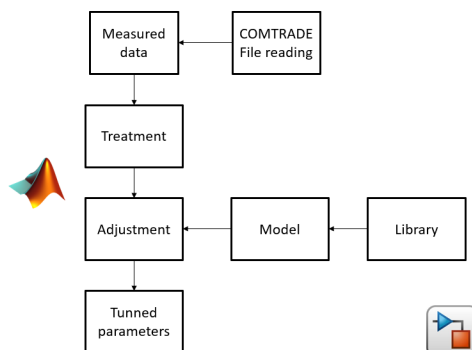 Measured
data
COMTRADE
File reading
Treatment
Adjustment
Model
Library
Tunned
parameters